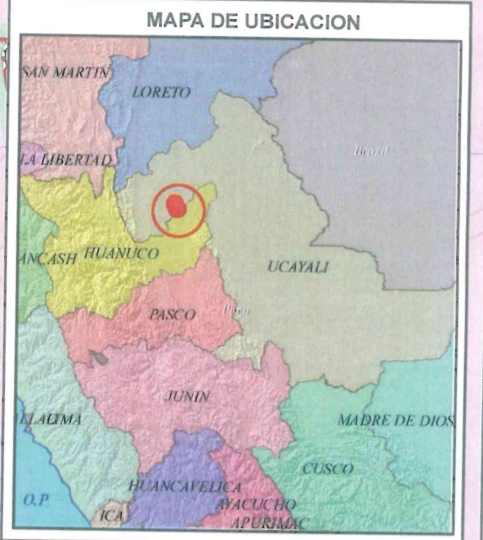 MAPA DE UBICACION
SAN MARTIN
LORETO
LA LIBERTAD
Brasil
ANCASH
HUANUCO
UCAYALI
PASCO
Perú
JUNIN
LIMA
MADRE DE DIOS
CUSCO
HUANCAVELICA
AYACUCHO
O.P.
ICA
APURIMAC